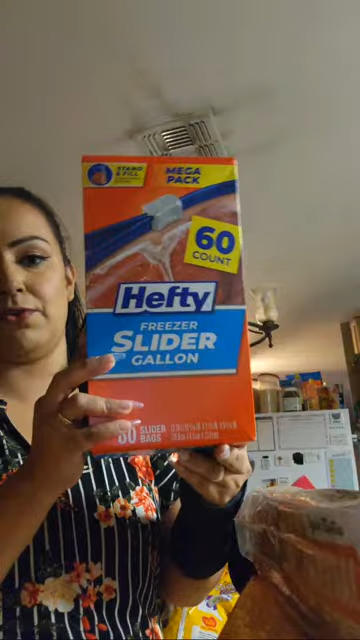 STAND
& FILL
MEGA
PACK
60
COUNT
Hefty
FREEZER
SLIDER
GALLON
60 SLIDER
BAGS